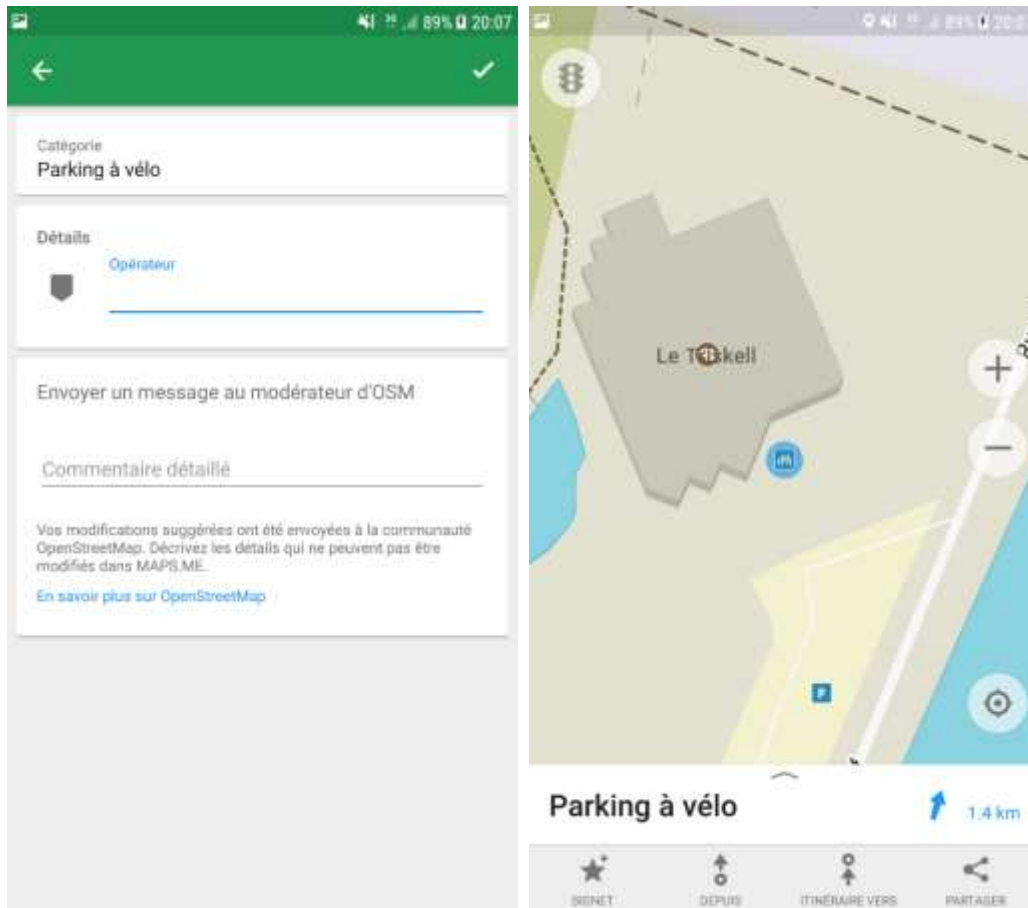 89% 20:07
Catégorie
Parking à vélo
Détails
Opérateur
Envoyer un message au modérateur d'OSM
Commentaire détaillé
Vos modifications suggérées ont été envoyées à la communauté
OpenStreetMap. Décrivez les détails qui ne peuvent pas être
modifiés dans MAPS.ME.
En savoir plus sur OpenStreetMap
89%
Le
P
Parking à vélo
1.4 km
SIGNET
DEPUIS
ITINÉRAIRE VERS
PARTAGER